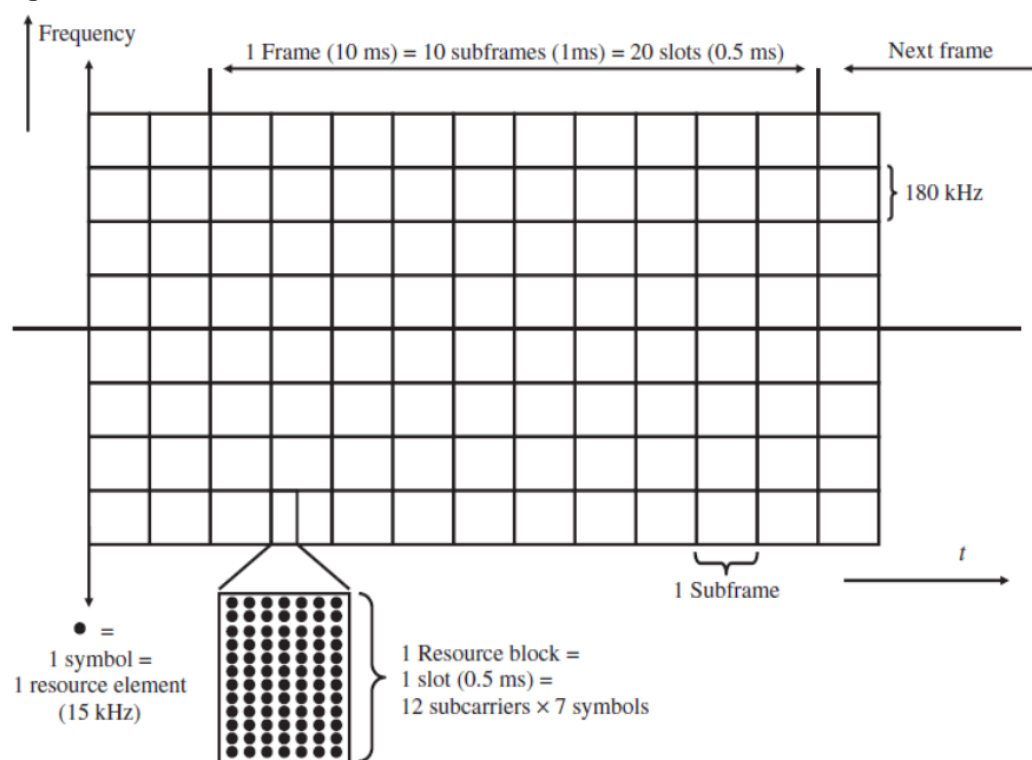 Frequency
1 Frame (10 ms) = 10 subframes (1ms) = 20 slots (0.5 ms)
Next frame
180 kHz
t
1 Subframe
● =
1 symbol =
1 resource element
(15 kHz)
1 Resource block =
1 slot (0.5 ms) =
12 subcarriers × 7 symbols